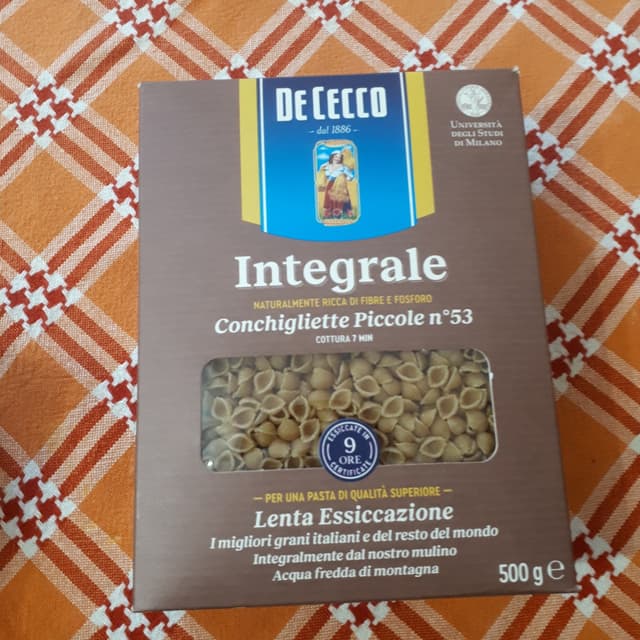 DE CECCO
dal 1886
UNIVERSITÀ
DEGLI STUDI
DI MILANO
Integrale
NATURALMENTE RICCA DI FIBRE E FOSFORO
Conchigliette Piccole n°53
COTTURA 7 MIN
ESSICCATE IN
9
ORE
CERTIFICATE
PER UNA PASTA DI QUALITÀ SUPERIORE
Lenta Essiccazione
I migliori grani italiani e del resto del mondo
Integralmente dal nostro mulino
Acqua fredda di montagna
500 g e